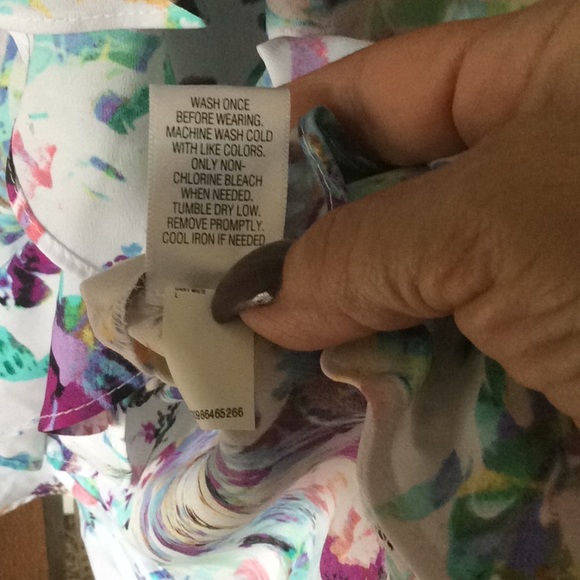 WASH ONCE
BEFORE WEARING.
MACHINE WASH COLD
WITH LIKE COLORS.
ONLY NON-
CHLORINE BLEACH
WHEN NEEDED.
TUMBLE DRY LOW.
REMOVE PROMPTLY.
COOL IRON IF NEEDED
L
986465266